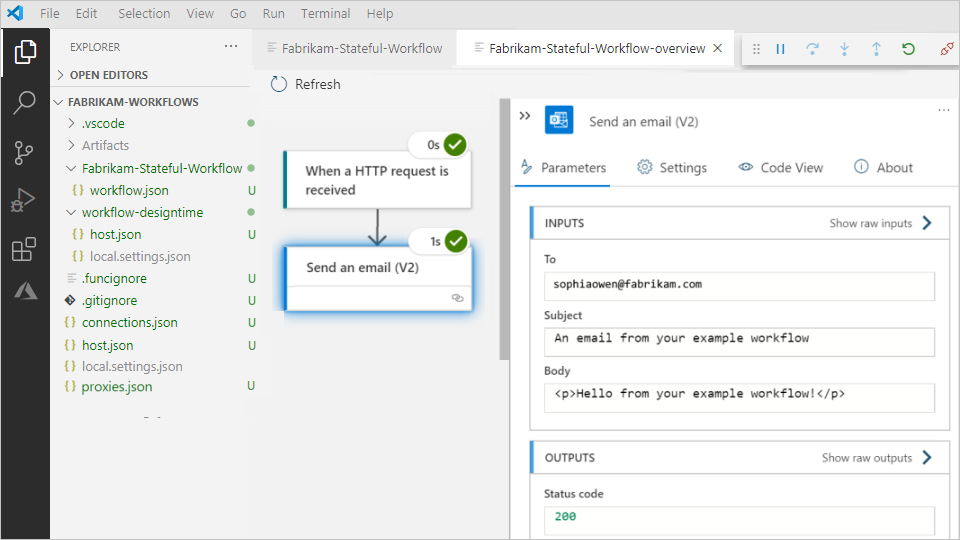 File Edit Selection View Go Run Terminal Help
EXPLORER
Fabrikam-Stateful-Workflow
Fabrikam-Stateful-Workflow-overview
OPEN EDITORS
FABRIKAM-WORKFLOWS
.vscode
Artifacts
Fabrikam-Stateful-Workflow
{} workflow.json U
workflow-designtime
{} host.json U
{} local.settings.json
.funcignore U
.gitignore U
{} connections.json U
{} host.json U
{} local.settings.json
{} proxies.json U
Refresh
0s
When a HTTP request is
received
1s
Send an email (V2)
Send an email (V2)
Parameters Settings Code View About
INPUTS Show raw inputs
To
sophiaowen@fabrikam.com
Subject
An email from your example workflow
Body
<p>Hello from your example workflow!</p>
OUTPUTS Show raw outputs
Status code
200